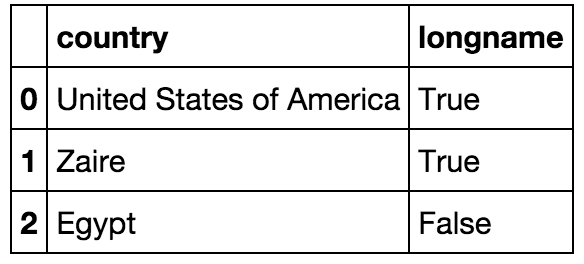 country longname
0 United States of America True
1 Zaire True
2 Egypt False